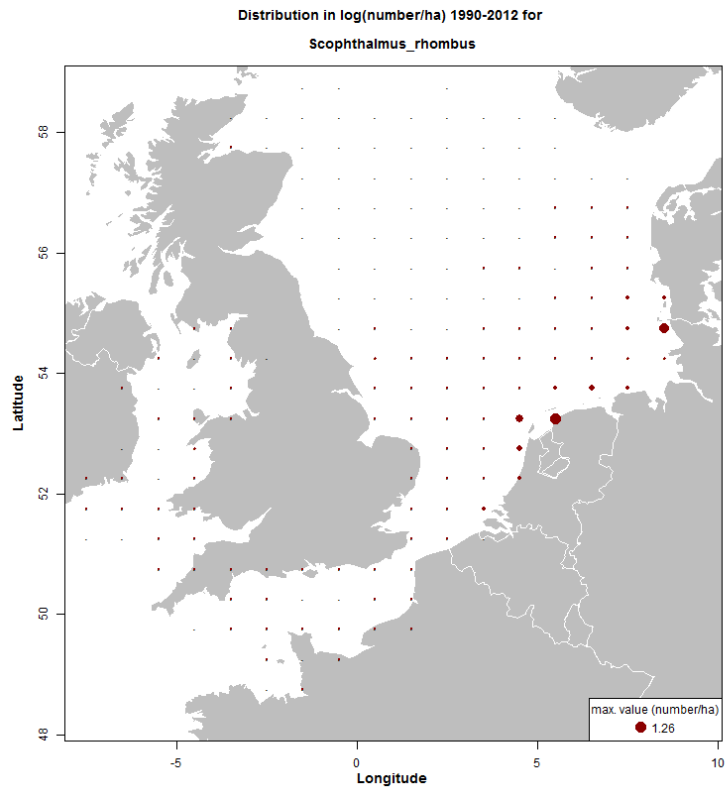 Distribution in log(number/ha) 1990-2012 for
Scophthalmus_rhombus
Latitude
58
56
54
52
50
48
max. value (number/ha)
1.26
-5
0
5
10
Longitude